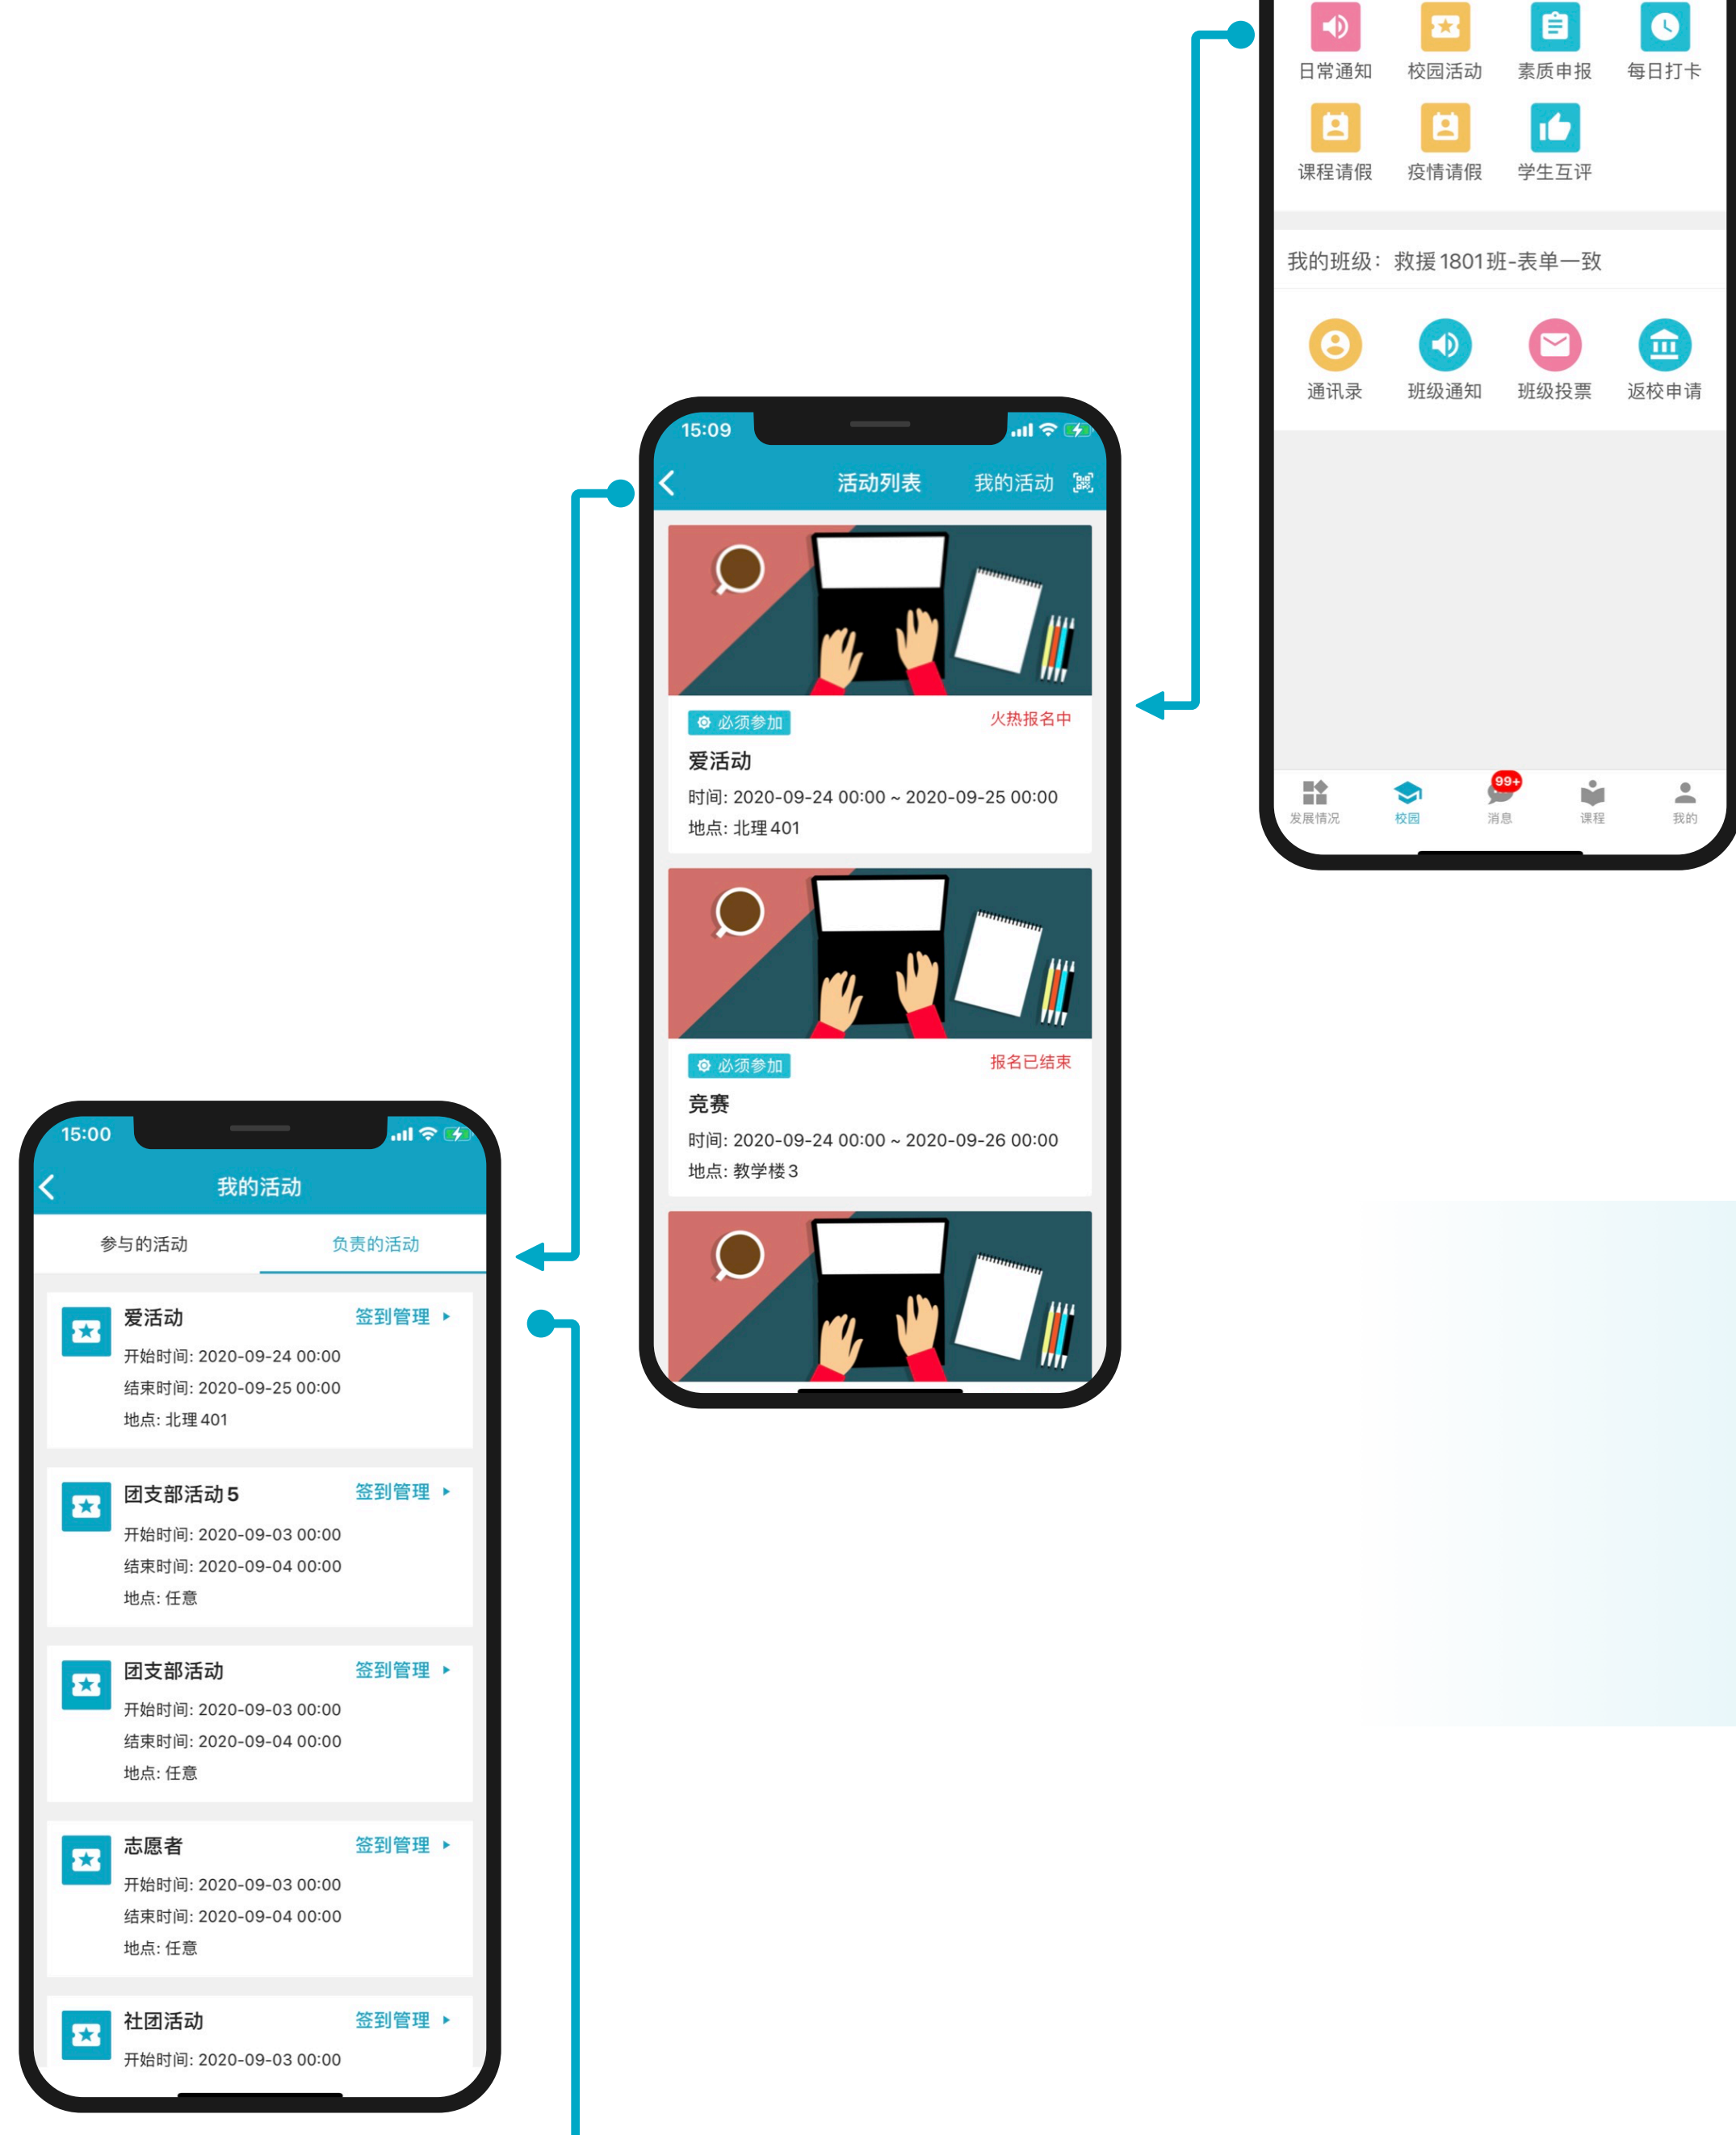 日常通知 校园活动 素质申报 每日打卡
课程请假 疫情请假 学生互评
我的班级：救援1801班-表单一致
通讯录 班级通知 班级投票 返校申请
99+
发展情况 校园 消息 课程 我的
15:09
活动列表 我的活动
必须参加 火热报名中
爱活动
时间: 2020-09-24 00:00 ~ 2020-09-25 00:00
地点: 北理401
必须参加 报名已结束
竞赛
时间: 2020-09-24 00:00 ~ 2020-09-26 00:00
地点: 教学楼3
15:00
我的活动
参与的活动 负责的活动
爱活动 签到管理
开始时间: 2020-09-24 00:00
结束时间: 2020-09-25 00:00
地点: 北理401
团支部活动5 签到管理
开始时间: 2020-09-03 00:00
结束时间: 2020-09-04 00:00
地点: 任意
团支部活动 签到管理
开始时间: 2020-09-03 00:00
结束时间: 2020-09-04 00:00
地点: 任意
志愿者 签到管理
开始时间: 2020-09-03 00:00
结束时间: 2020-09-04 00:00
地点: 任意
社团活动 签到管理
开始时间: 2020-09-03 00:00